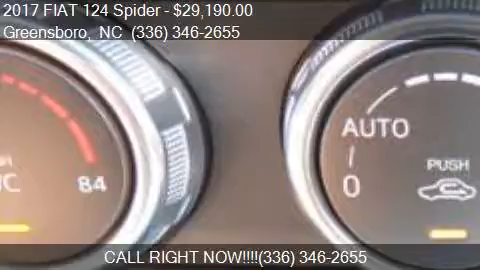 2017 FIAT 124 Spider - $29,190.00
Greensboro, NC (336) 346-2655
AUTO
PUSH
84
0
CALL RIGHT NOW!!!!(336) 346-2655